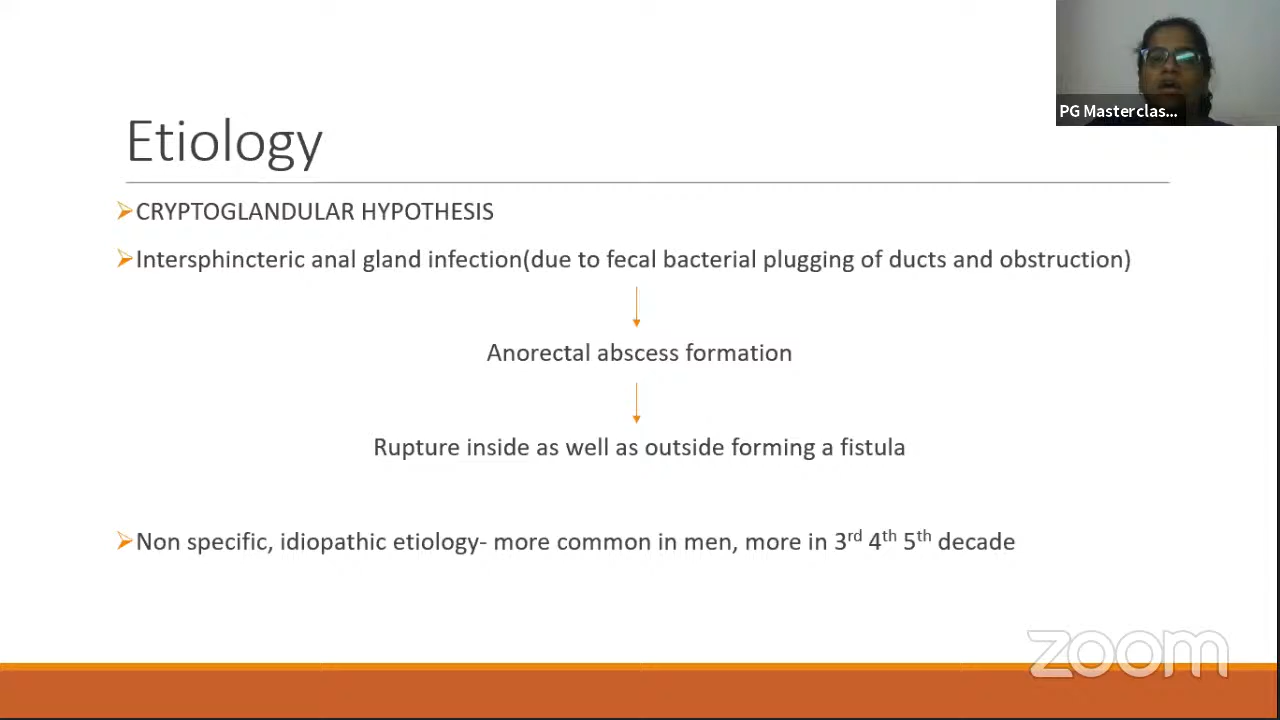 PG Masterclas...
Etiology
CRYPTOGLANDULAR HYPOTHESIS
Intersphincteric anal gland infection(due to fecal bacterial plugging of ducts and obstruction)
Anorectal abscess formation
Rupture inside as well as outside forming a fistula
Non specific, idiopathic etiology- more common in men, more in 3rd 4th 5th decade
zoom